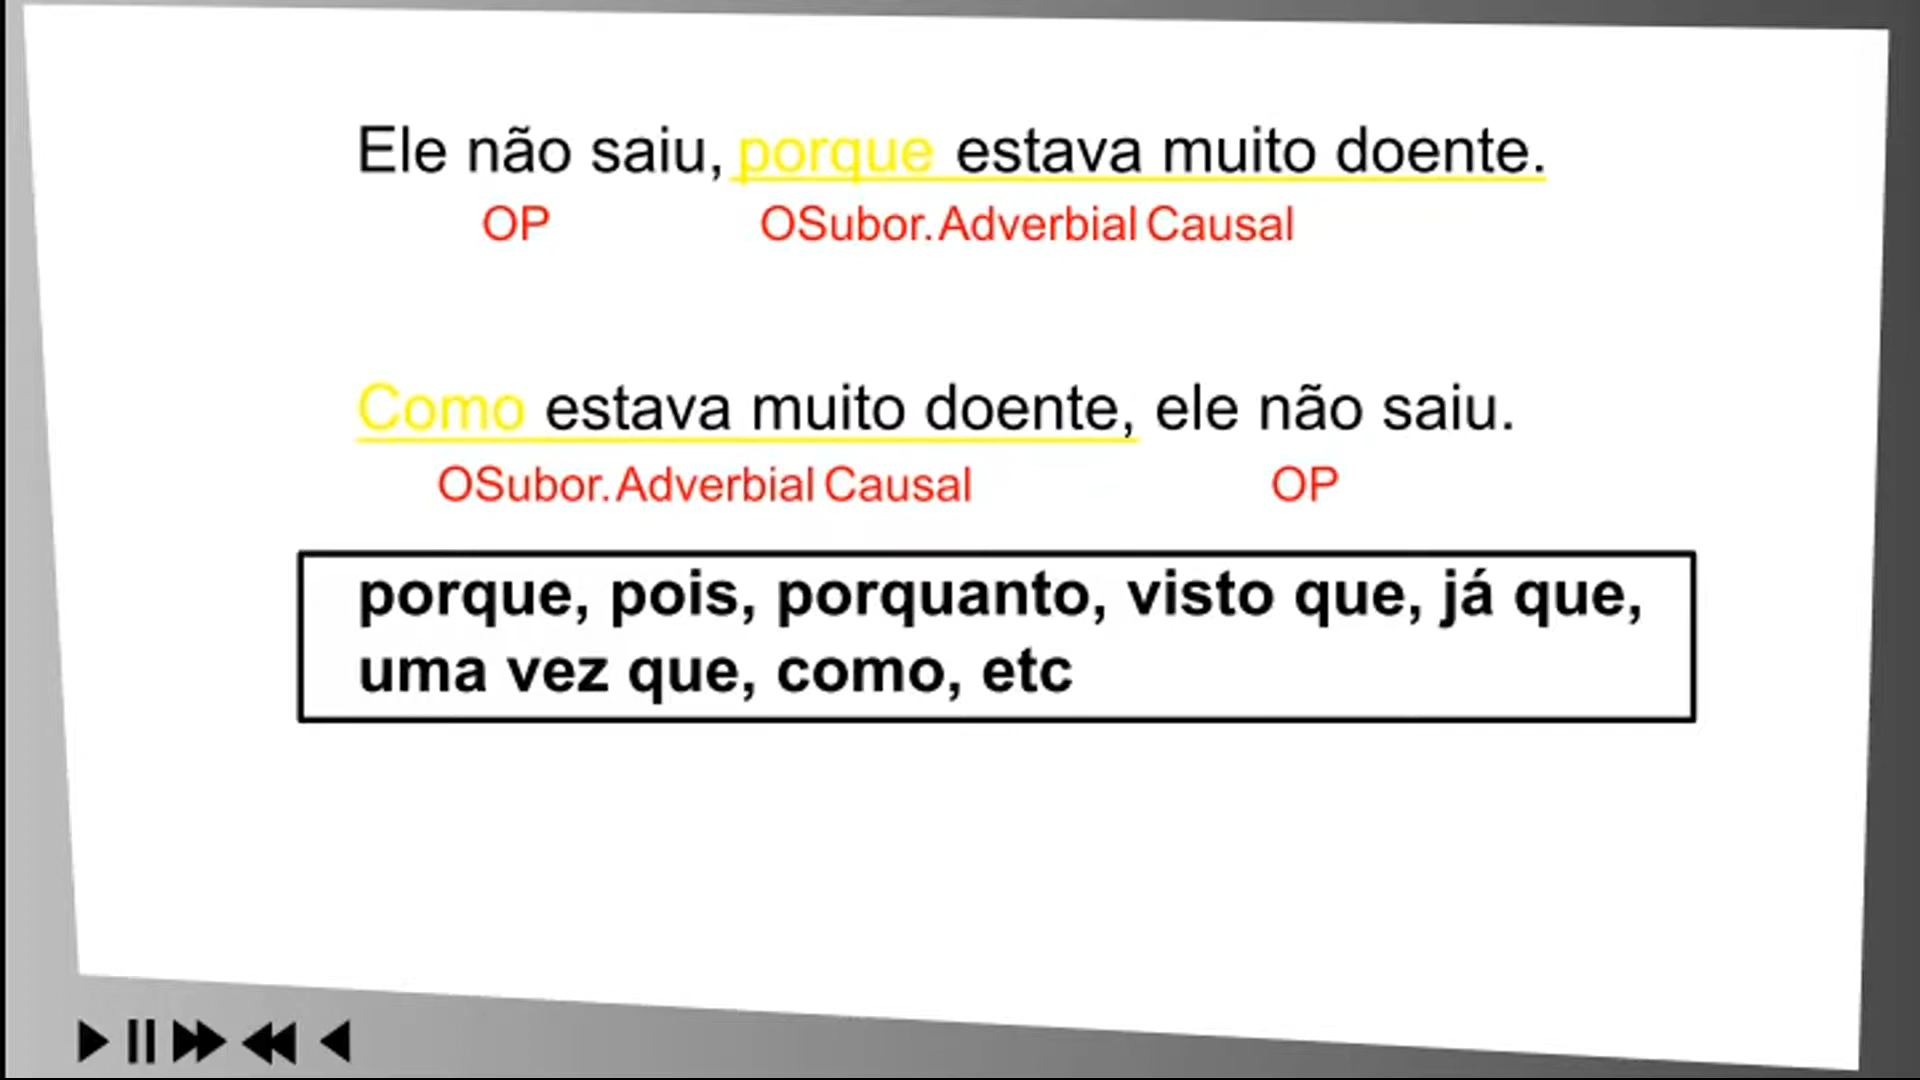 Ele não saiu, porque estava muito doente.
OP OSubor. Adverbial Causal
Como estava muito doente, ele não saiu.
OSubor. Adverbial Causal OP
porque, pois, porquanto, visto que, já que,
uma vez que, como, etc